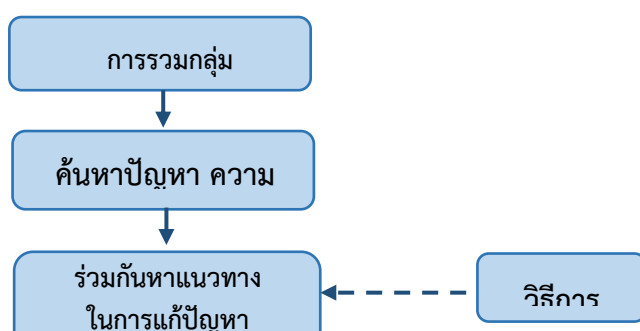 การรวมกลุ่ม
ค้นหาปัญหา ความ
ร่วมกันหาแนวทาง
ในการแก้ปัญหา
วิธีการ